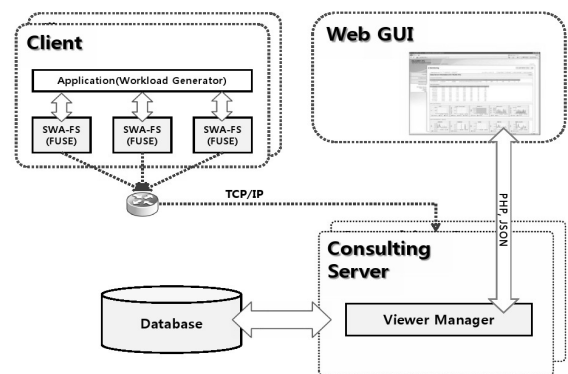 Client
Application(Workload Generator)
SWA-FS
(FUSE)
SWA-FS
(FUSE)
SWA-FS
(FUSE)
Web GUI
TCP/IP
PHP, JSON
Consulting
Server
Viewer Manager
Database